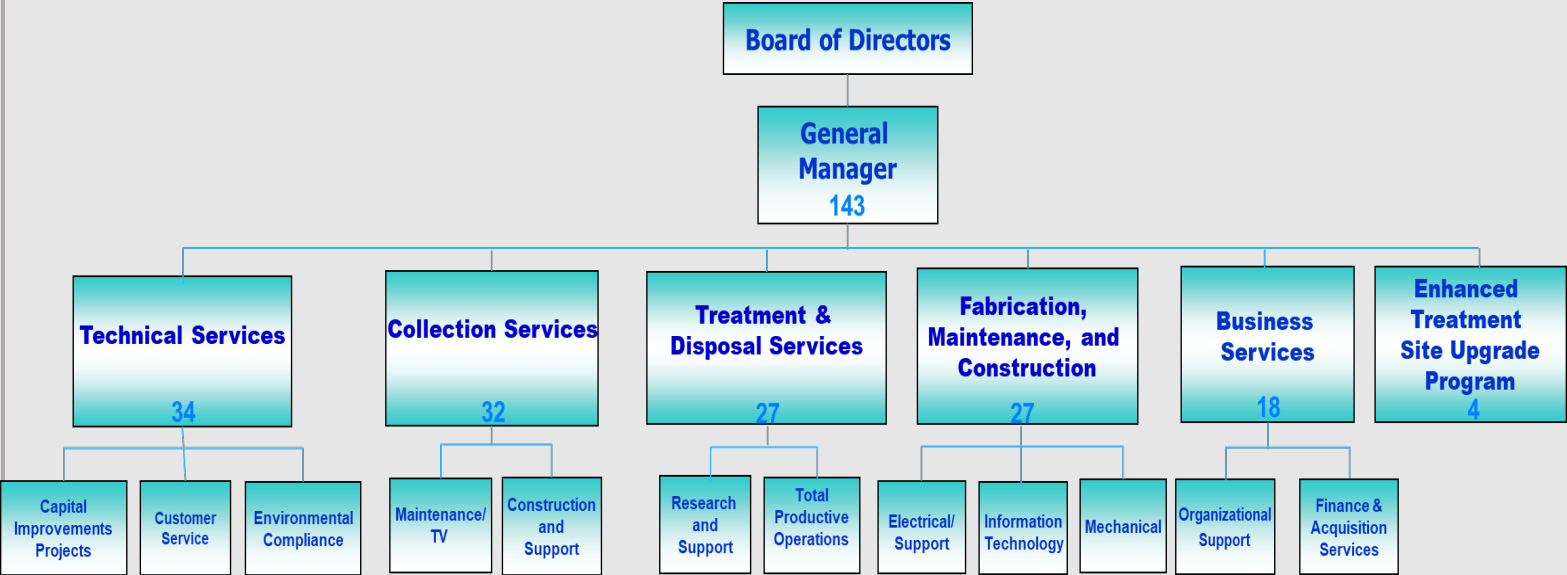 Board of Directors
General
Manager
143
Technical Services
34
Collection Services
32
Treatment &
Disposal Services
27
Fabrication,
Maintenance, and
Construction
27
Business
Services
18
Enhanced
Treatment
Site Upgrade
Program
4
Capital
Improvements
Projects
Customer
Service
Environmental
Compliance
Maintenance/
TV
Construction
and
Support
Research
and
Support
Total
Productive
Operations
Electrical/
Support
Information
Technology
Mechanical
Organizational
Support
Finance &
Acquisition
Services